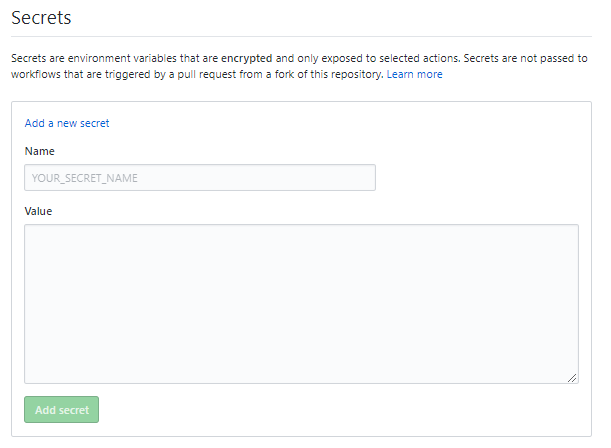 Secrets
Secrets are environment variables that are encrypted and only exposed to selected actions. Secrets are not passed to
workflows that are triggered by a pull request from a fork of this repository. Learn more
Add a new secret
Name
YOUR_SECRET_NAME
Value
Add secret